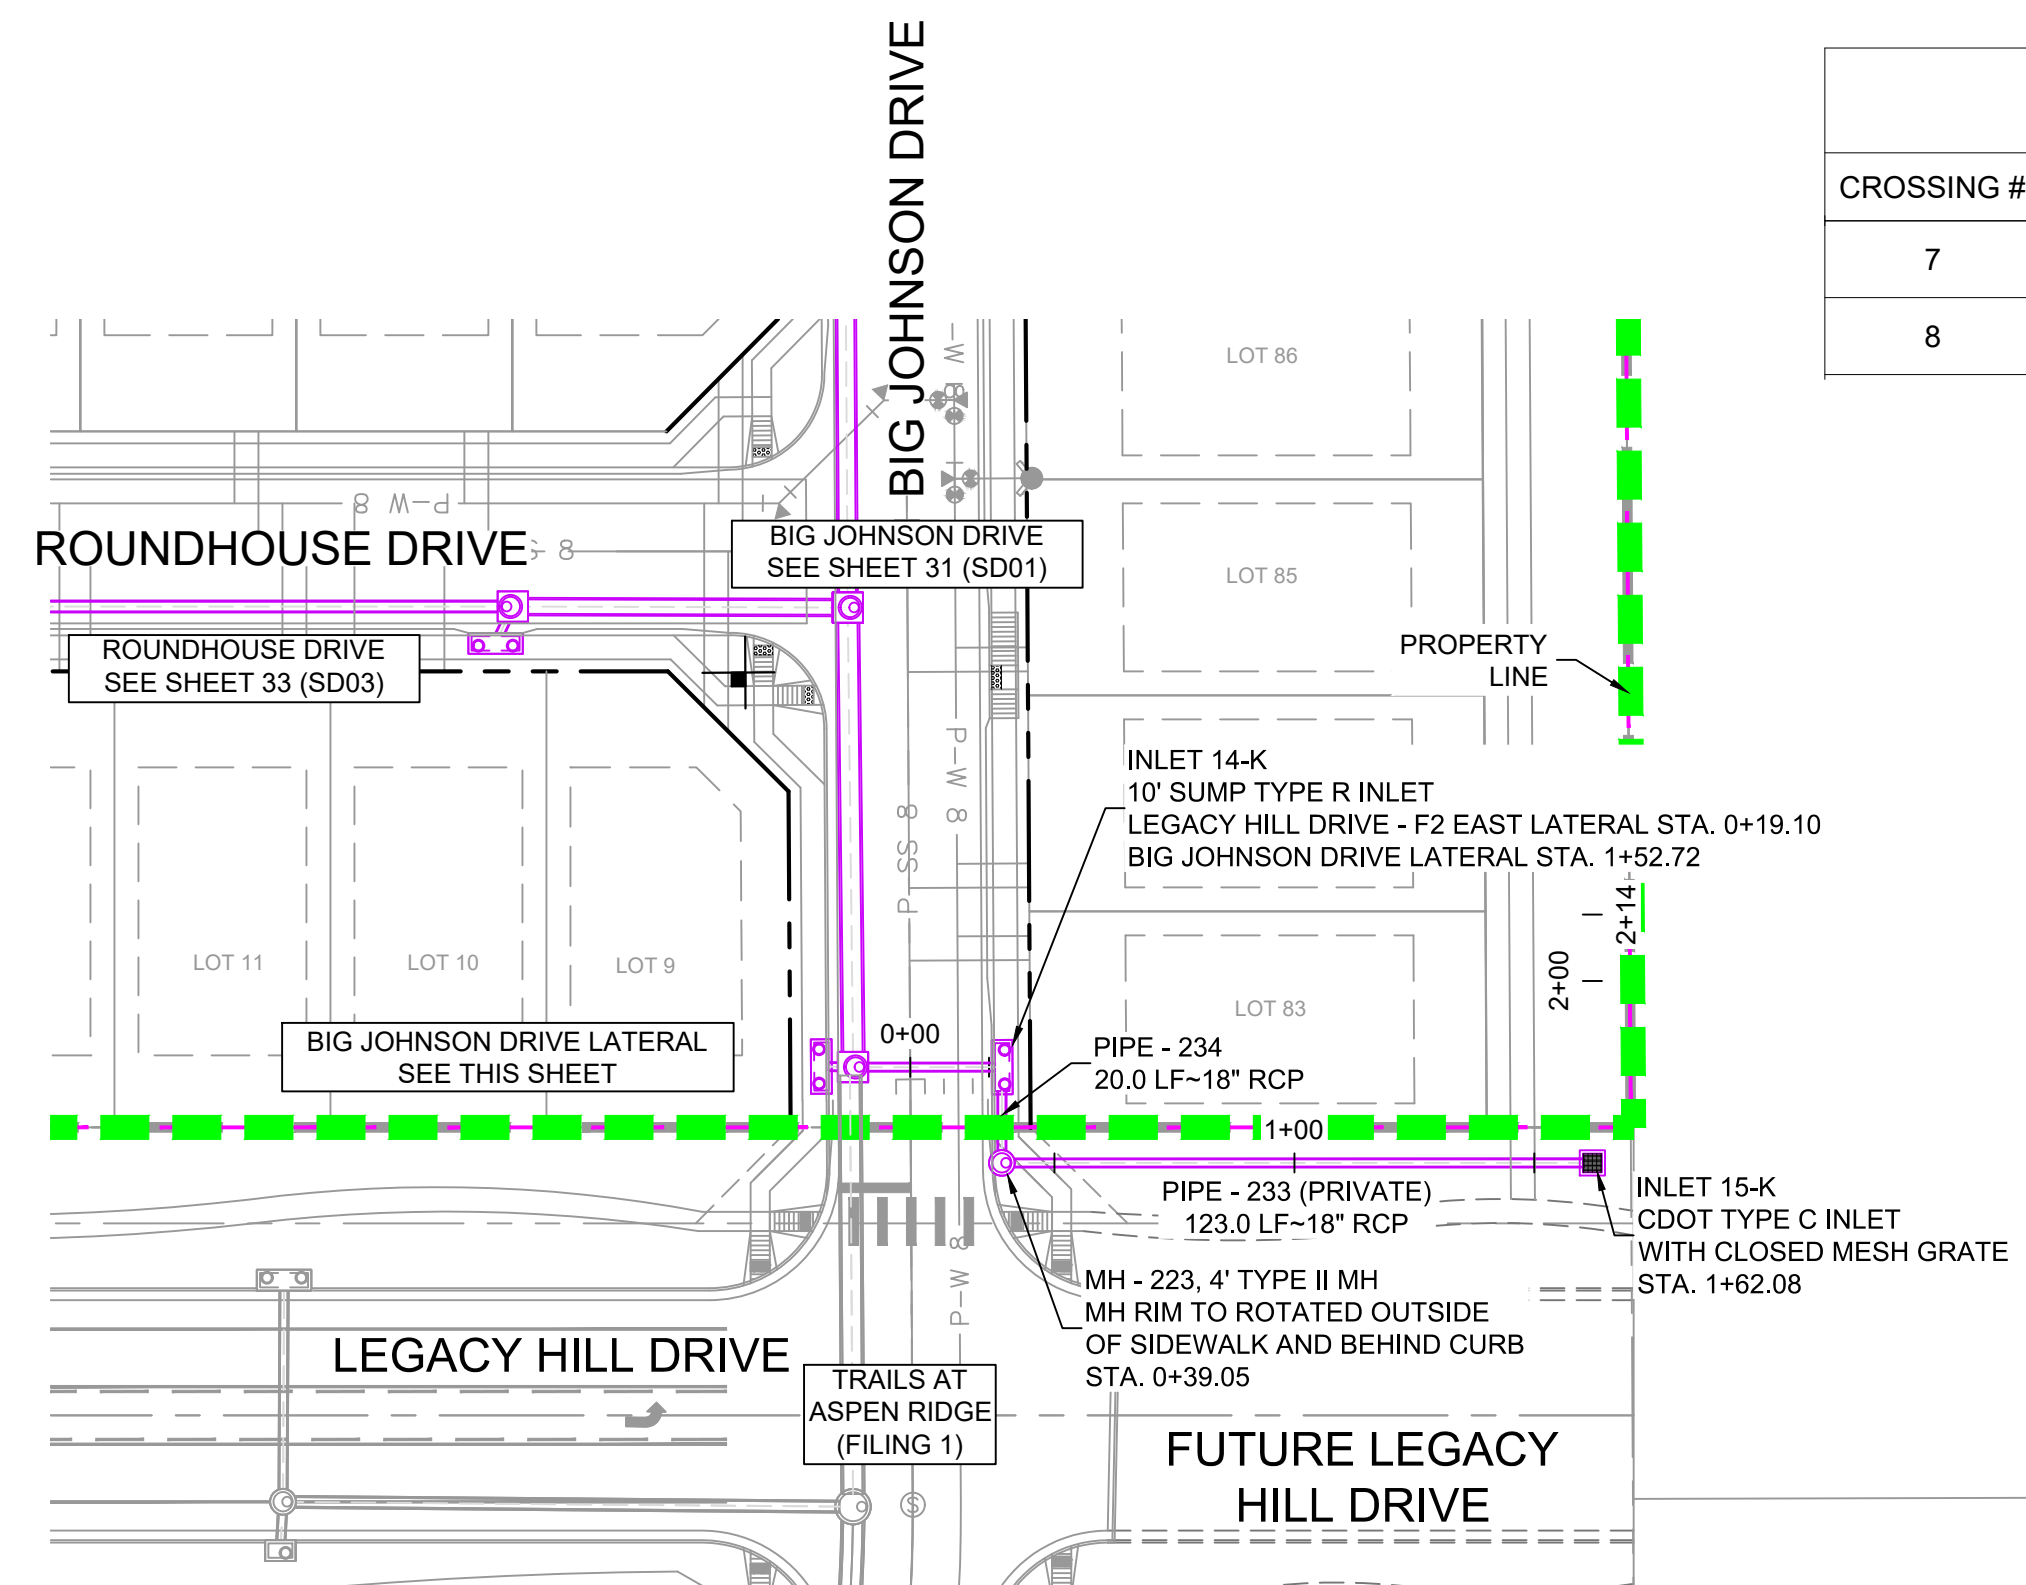 BIG JOHNSON DRIVE
CROSSING #
7
8
LOT 86
P-W 8
ROUNDHOUSE DRIVE
BIG JOHNSON DRIVE
SEE SHEET 31 (SD01)
LOT 85
ROUNDHOUSE DRIVE
SEE SHEET 33 (SD03)
PROPERTY
LINE
P-W 8
INLET 14-K
10' SUMP TYPE R INLET
LEGACY HILL DRIVE - F2 EAST LATERAL STA. 0+19.10
BIG JOHNSON DRIVE LATERAL STA. 1+52.72
P SS 8
2+14
2+00
LOT 11
LOT 10
LOT 9
LOT 83
BIG JOHNSON DRIVE LATERAL
SEE THIS SHEET
0+00
PIPE - 234
20.0 LF~18" RCP
1+00
PIPE - 233 (PRIVATE)
123.0 LF~18" RCP
INLET 15-K
CDOT TYPE C INLET
WITH CLOSED MESH GRATE
STA. 1+62.08
P-W 8
MH - 223, 4' TYPE II MH
MH RIM TO ROTATED OUTSIDE
OF SIDEWALK AND BEHIND CURB
STA. 0+39.05
LEGACY HILL DRIVE
TRAILS AT
ASPEN RIDGE
(FILING 1)
FUTURE LEGACY
HILL DRIVE
S